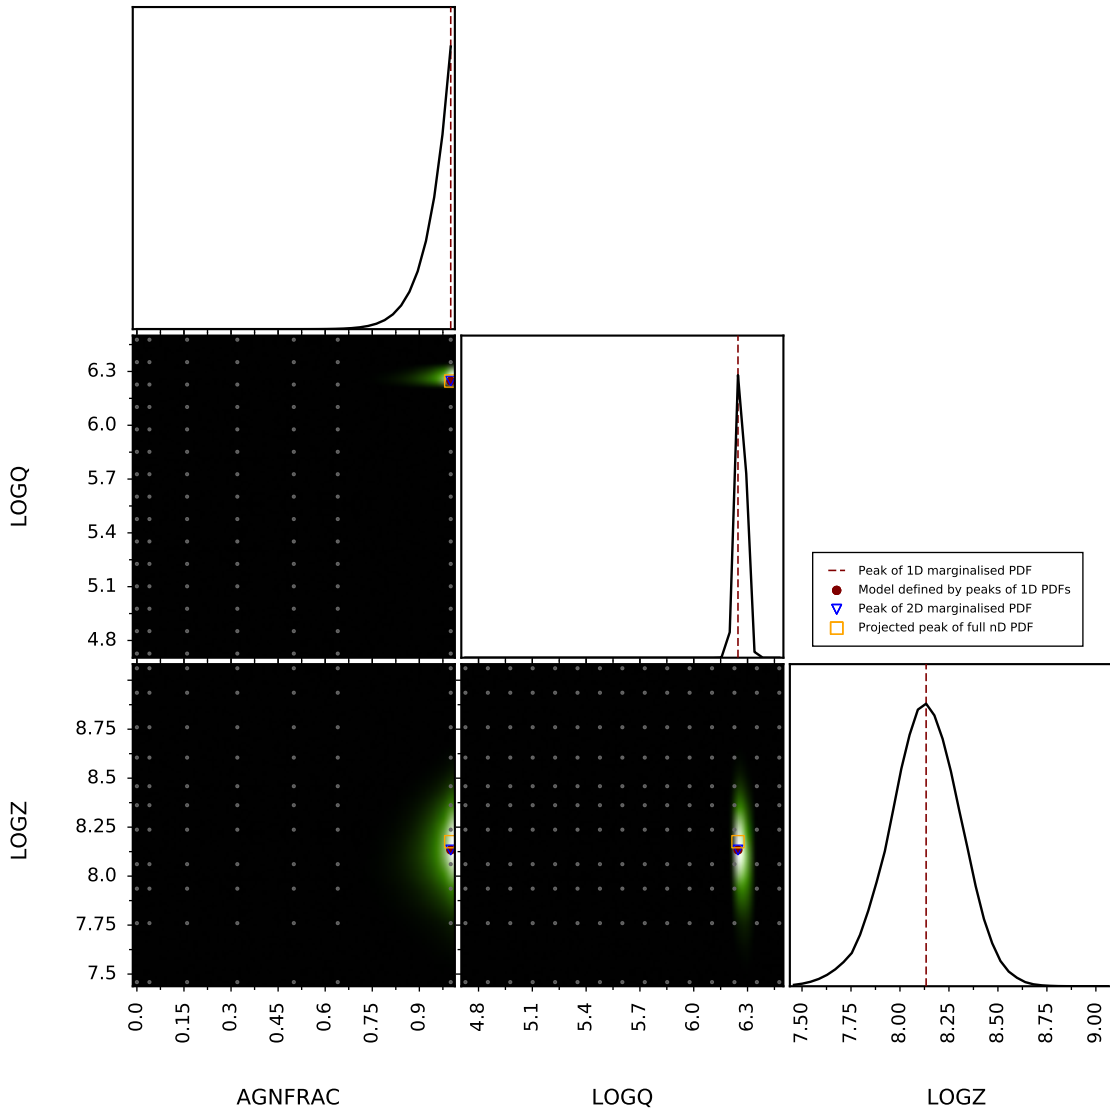 6.3
6.0
5.7
5.4
5.1
4.8
LOGQ
Peak of 1D marginalised PDF
Model defined by peaks of 1D PDFs
Peak of 2D marginalised PDF
Projected peak of full nD PDF
8.75
8.5
8.25
8.0
7.75
7.5
LOGZ
0.0 0.15 0.3 0.45 0.6 0.75 0.9
4.8 5.1 5.4 5.7 6.0 6.3
7.50 7.75 8.00 8.25 8.50 8.75 9.00
AGNFRAC LOGQ LOGZ